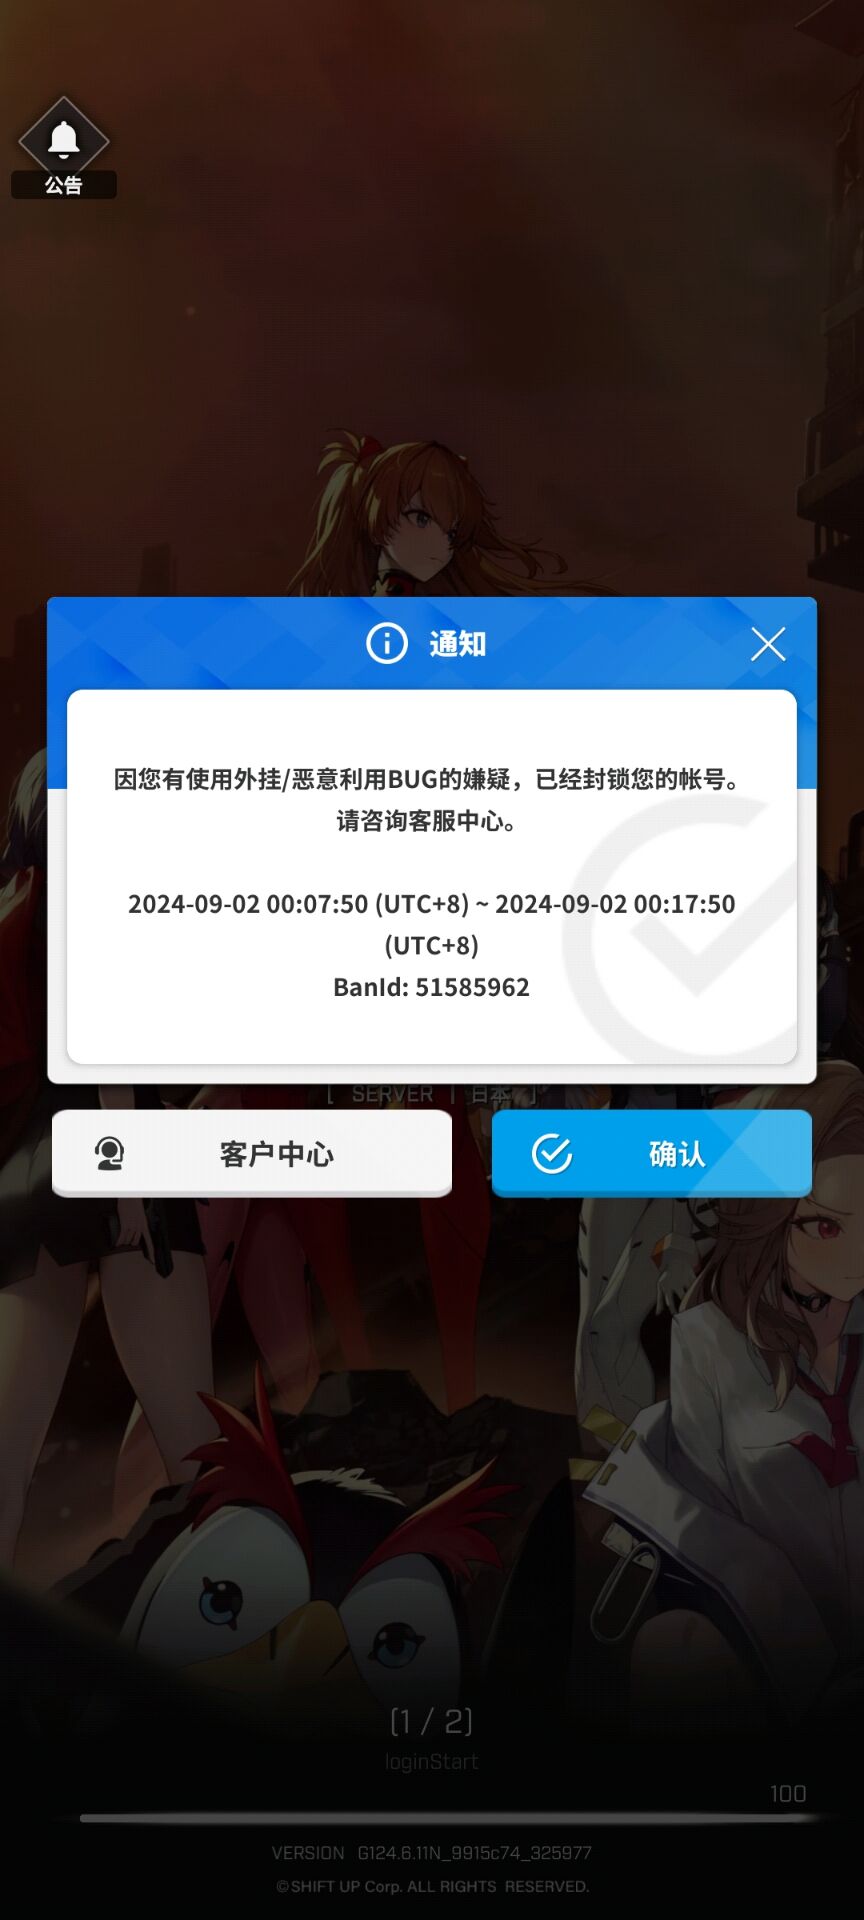 公告
通知
因您有使用外挂/恶意利用BUG的嫌疑，已经封锁您的帐号。
请咨询客服中心。
2024-09-02 00:07:50 (UTC+8) ~ 2024-09-02 00:17:50
(UTC+8)
BanId: 51585962
[ SERVER | 日本 ]
客户中心
确认
[1 / 2]
loginStart
100
VERSION G124.6.11N_9915c74_325977
©SHIFT UP Corp. ALL RIGHTS RESERVED.